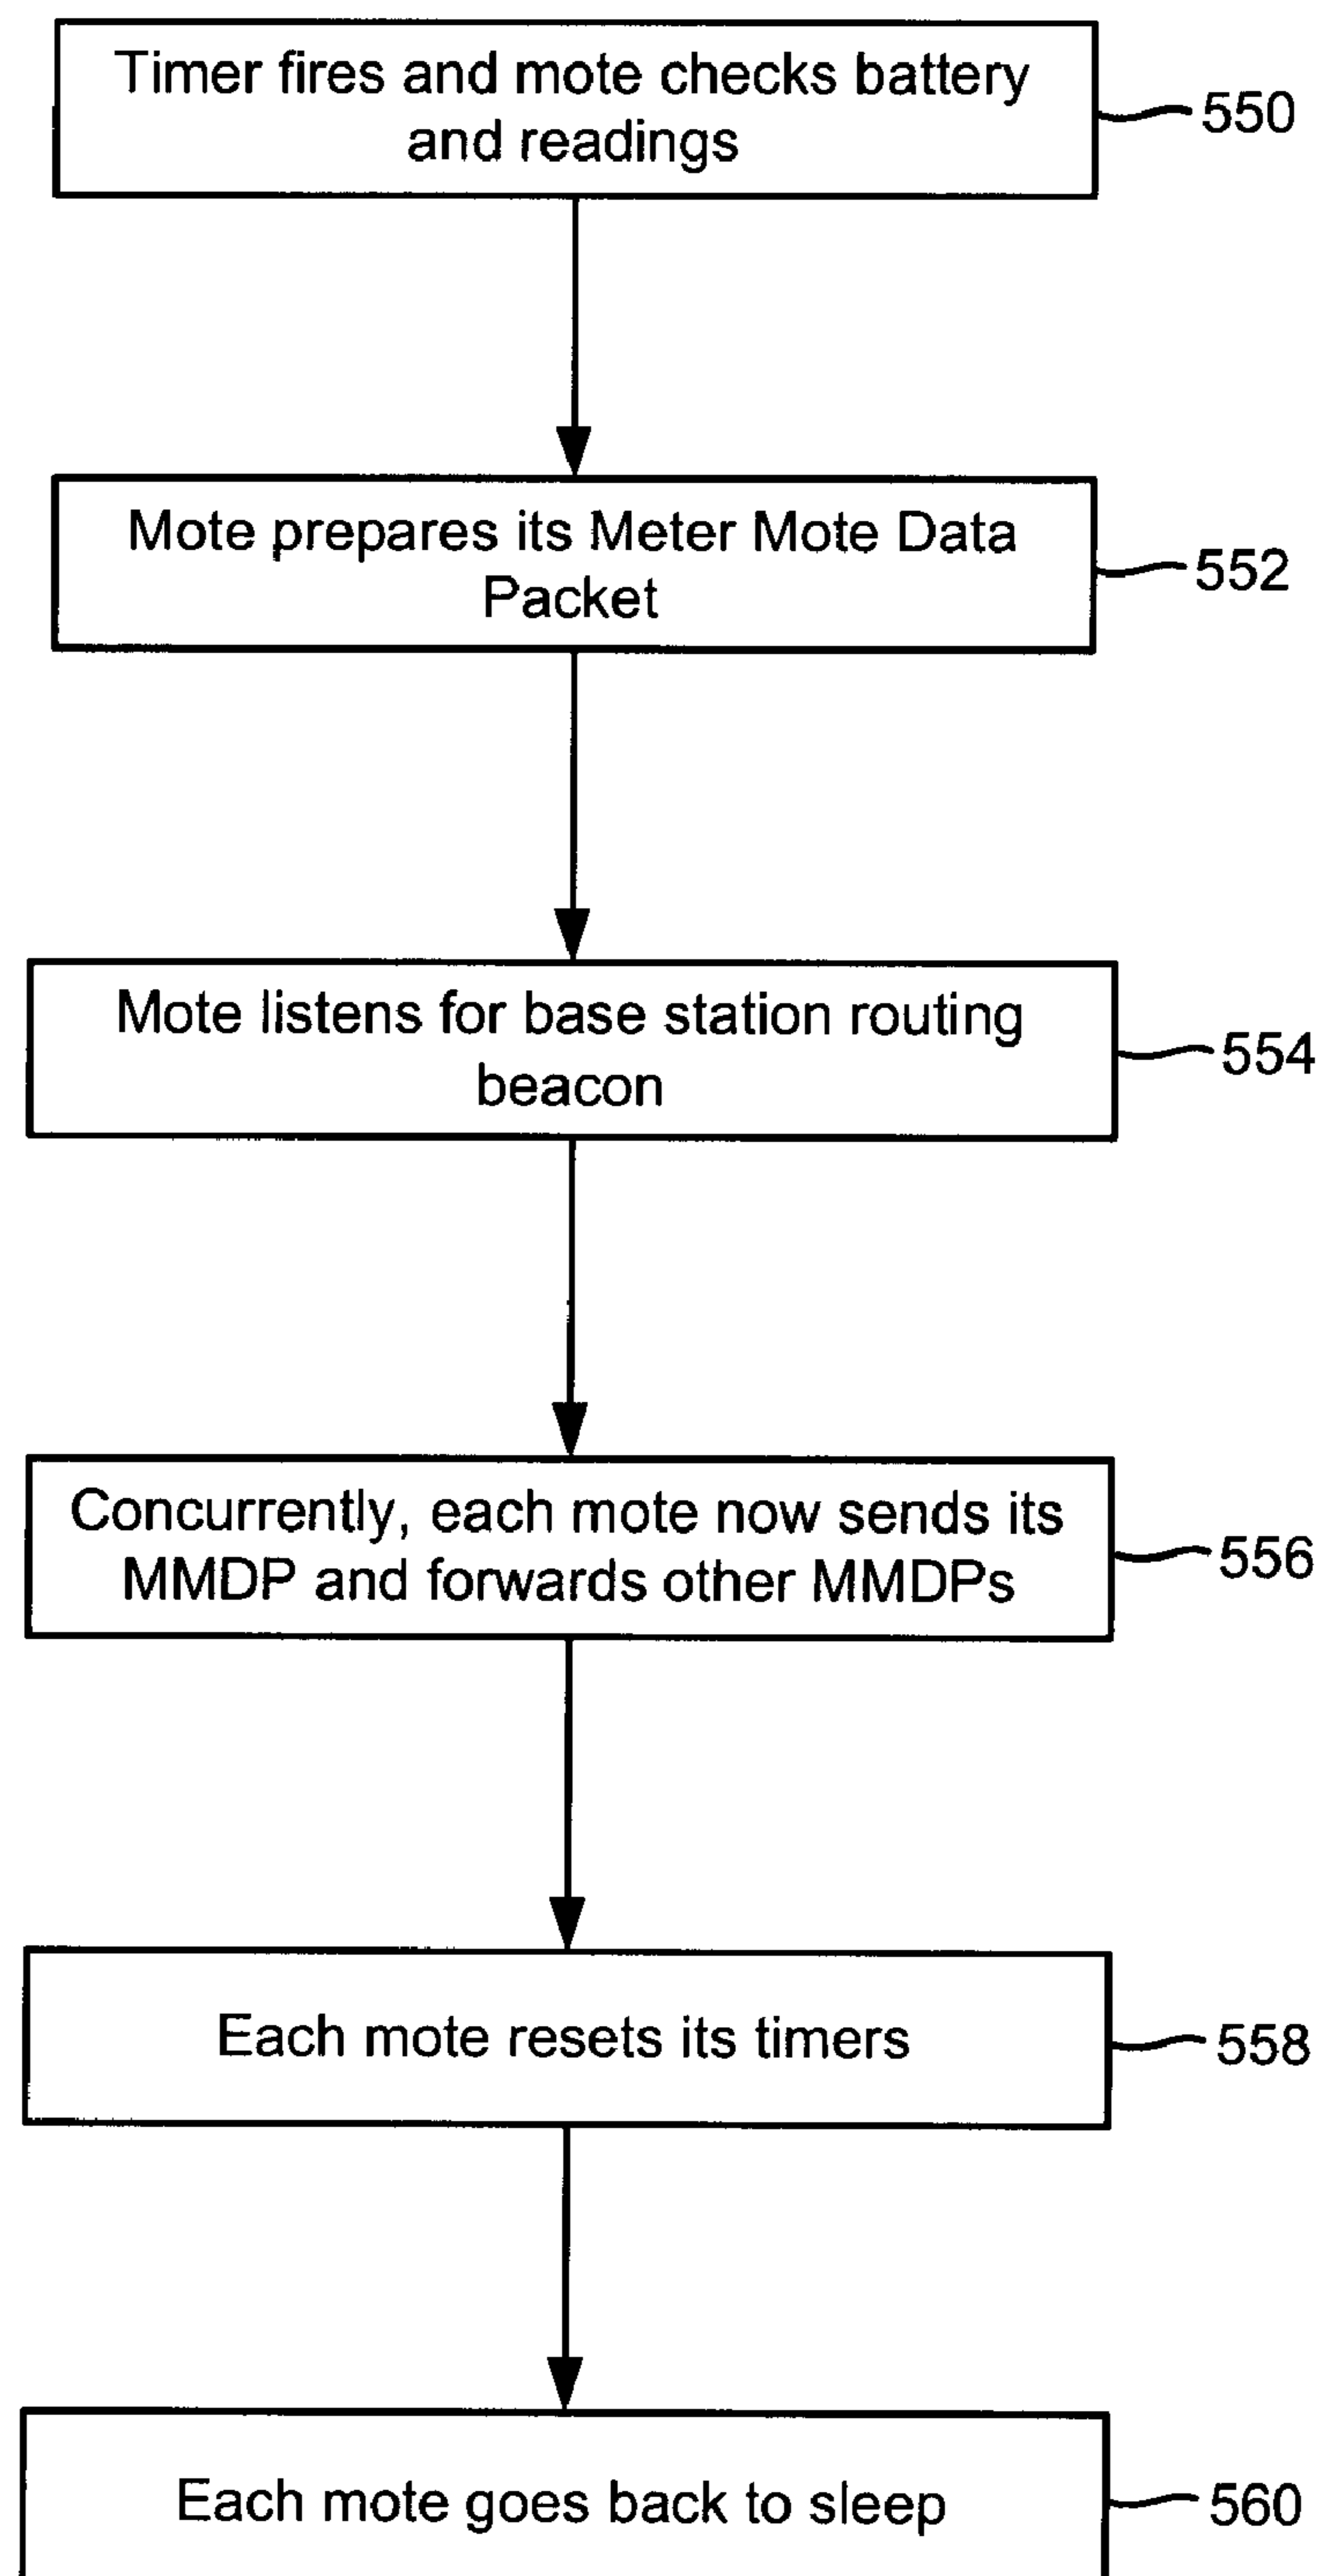 Timer fires and mote checks battery
and readings
550
Mote prepares its Meter Mote Data
Packet
552
Mote listens for base station routing
beacon
554
Concurrently, each mote now sends its
MMDP and forwards other MMDPs
556
Each mote resets its timers
558
Each mote goes back to sleep
560